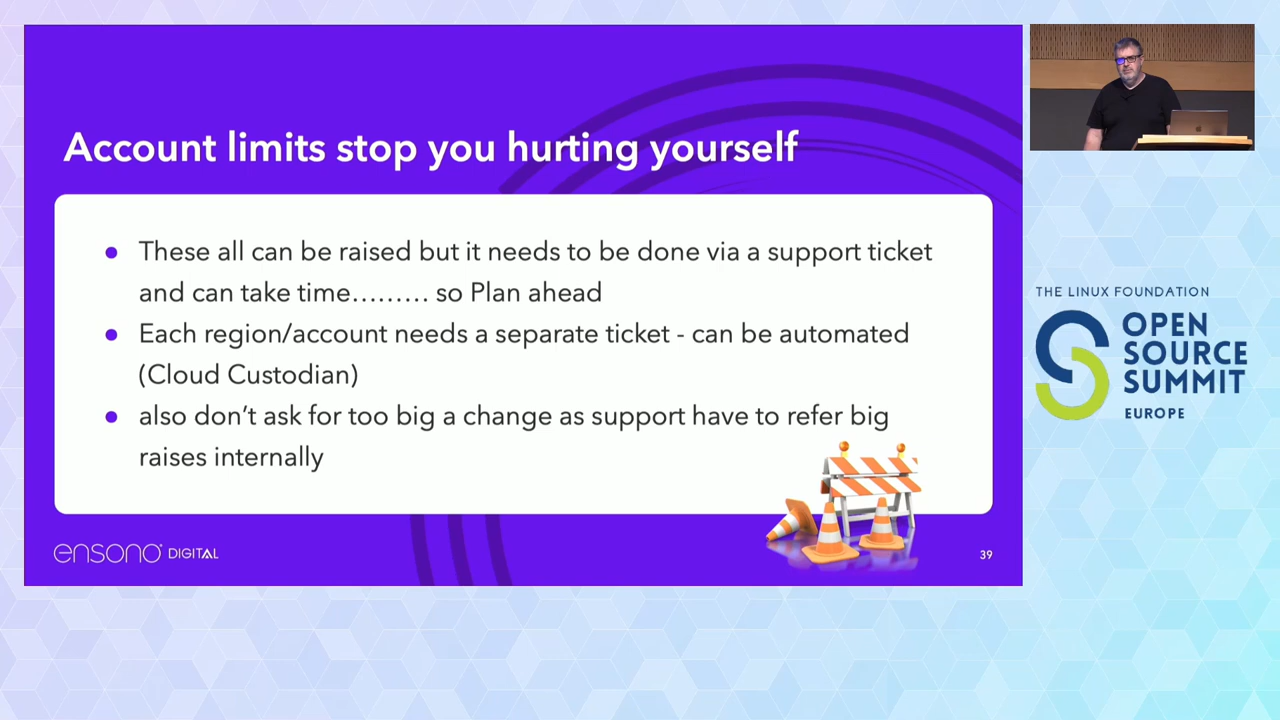 Account limits stop you hurting yourself
● These all can be raised but it needs to be done via a support ticket
and can take time......... so Plan ahead
● Each region/account needs a separate ticket - can be automated
(Cloud Custodian)
● also don’t ask for too big a change as support have to refer big
raises internally
ensono DIGITAL
39
THE LINUX FOUNDATION
OPEN
SOURCE
SUMMIT
EUROPE